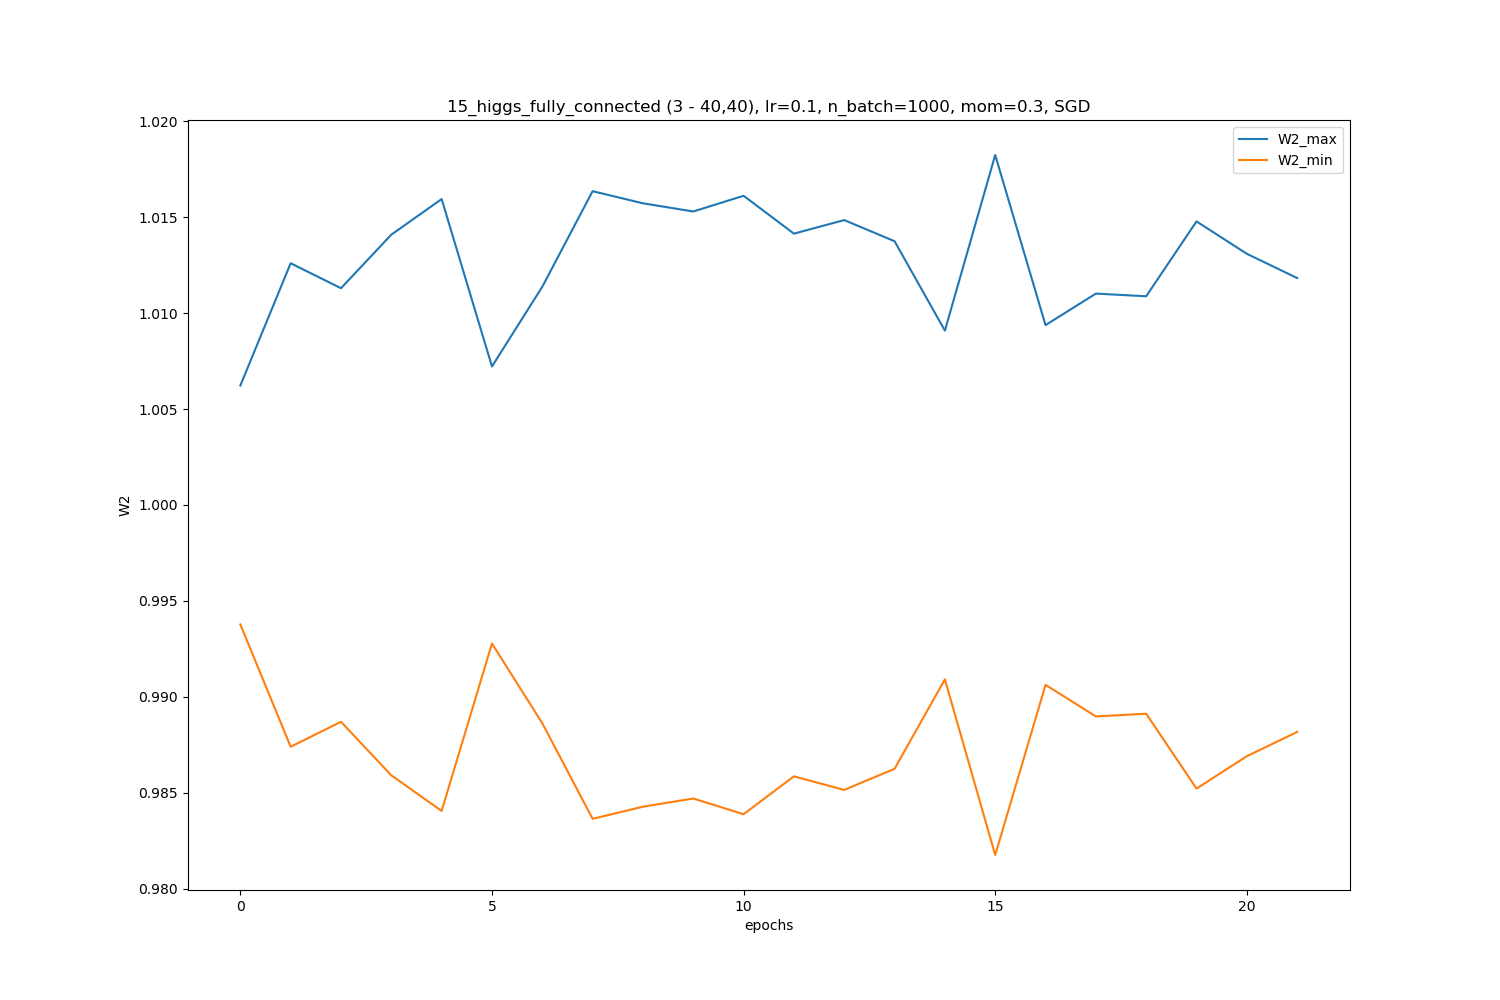 15_higgs_fully_connected (3 - 40,40), lr=0.1, n_batch=1000, mom=0.3, SGD
W2_max
W2_min
1.020
1.015
1.010
1.005
1.000
0.995
0.990
0.985
0.980
W2
0 5 10 15 20
epochs